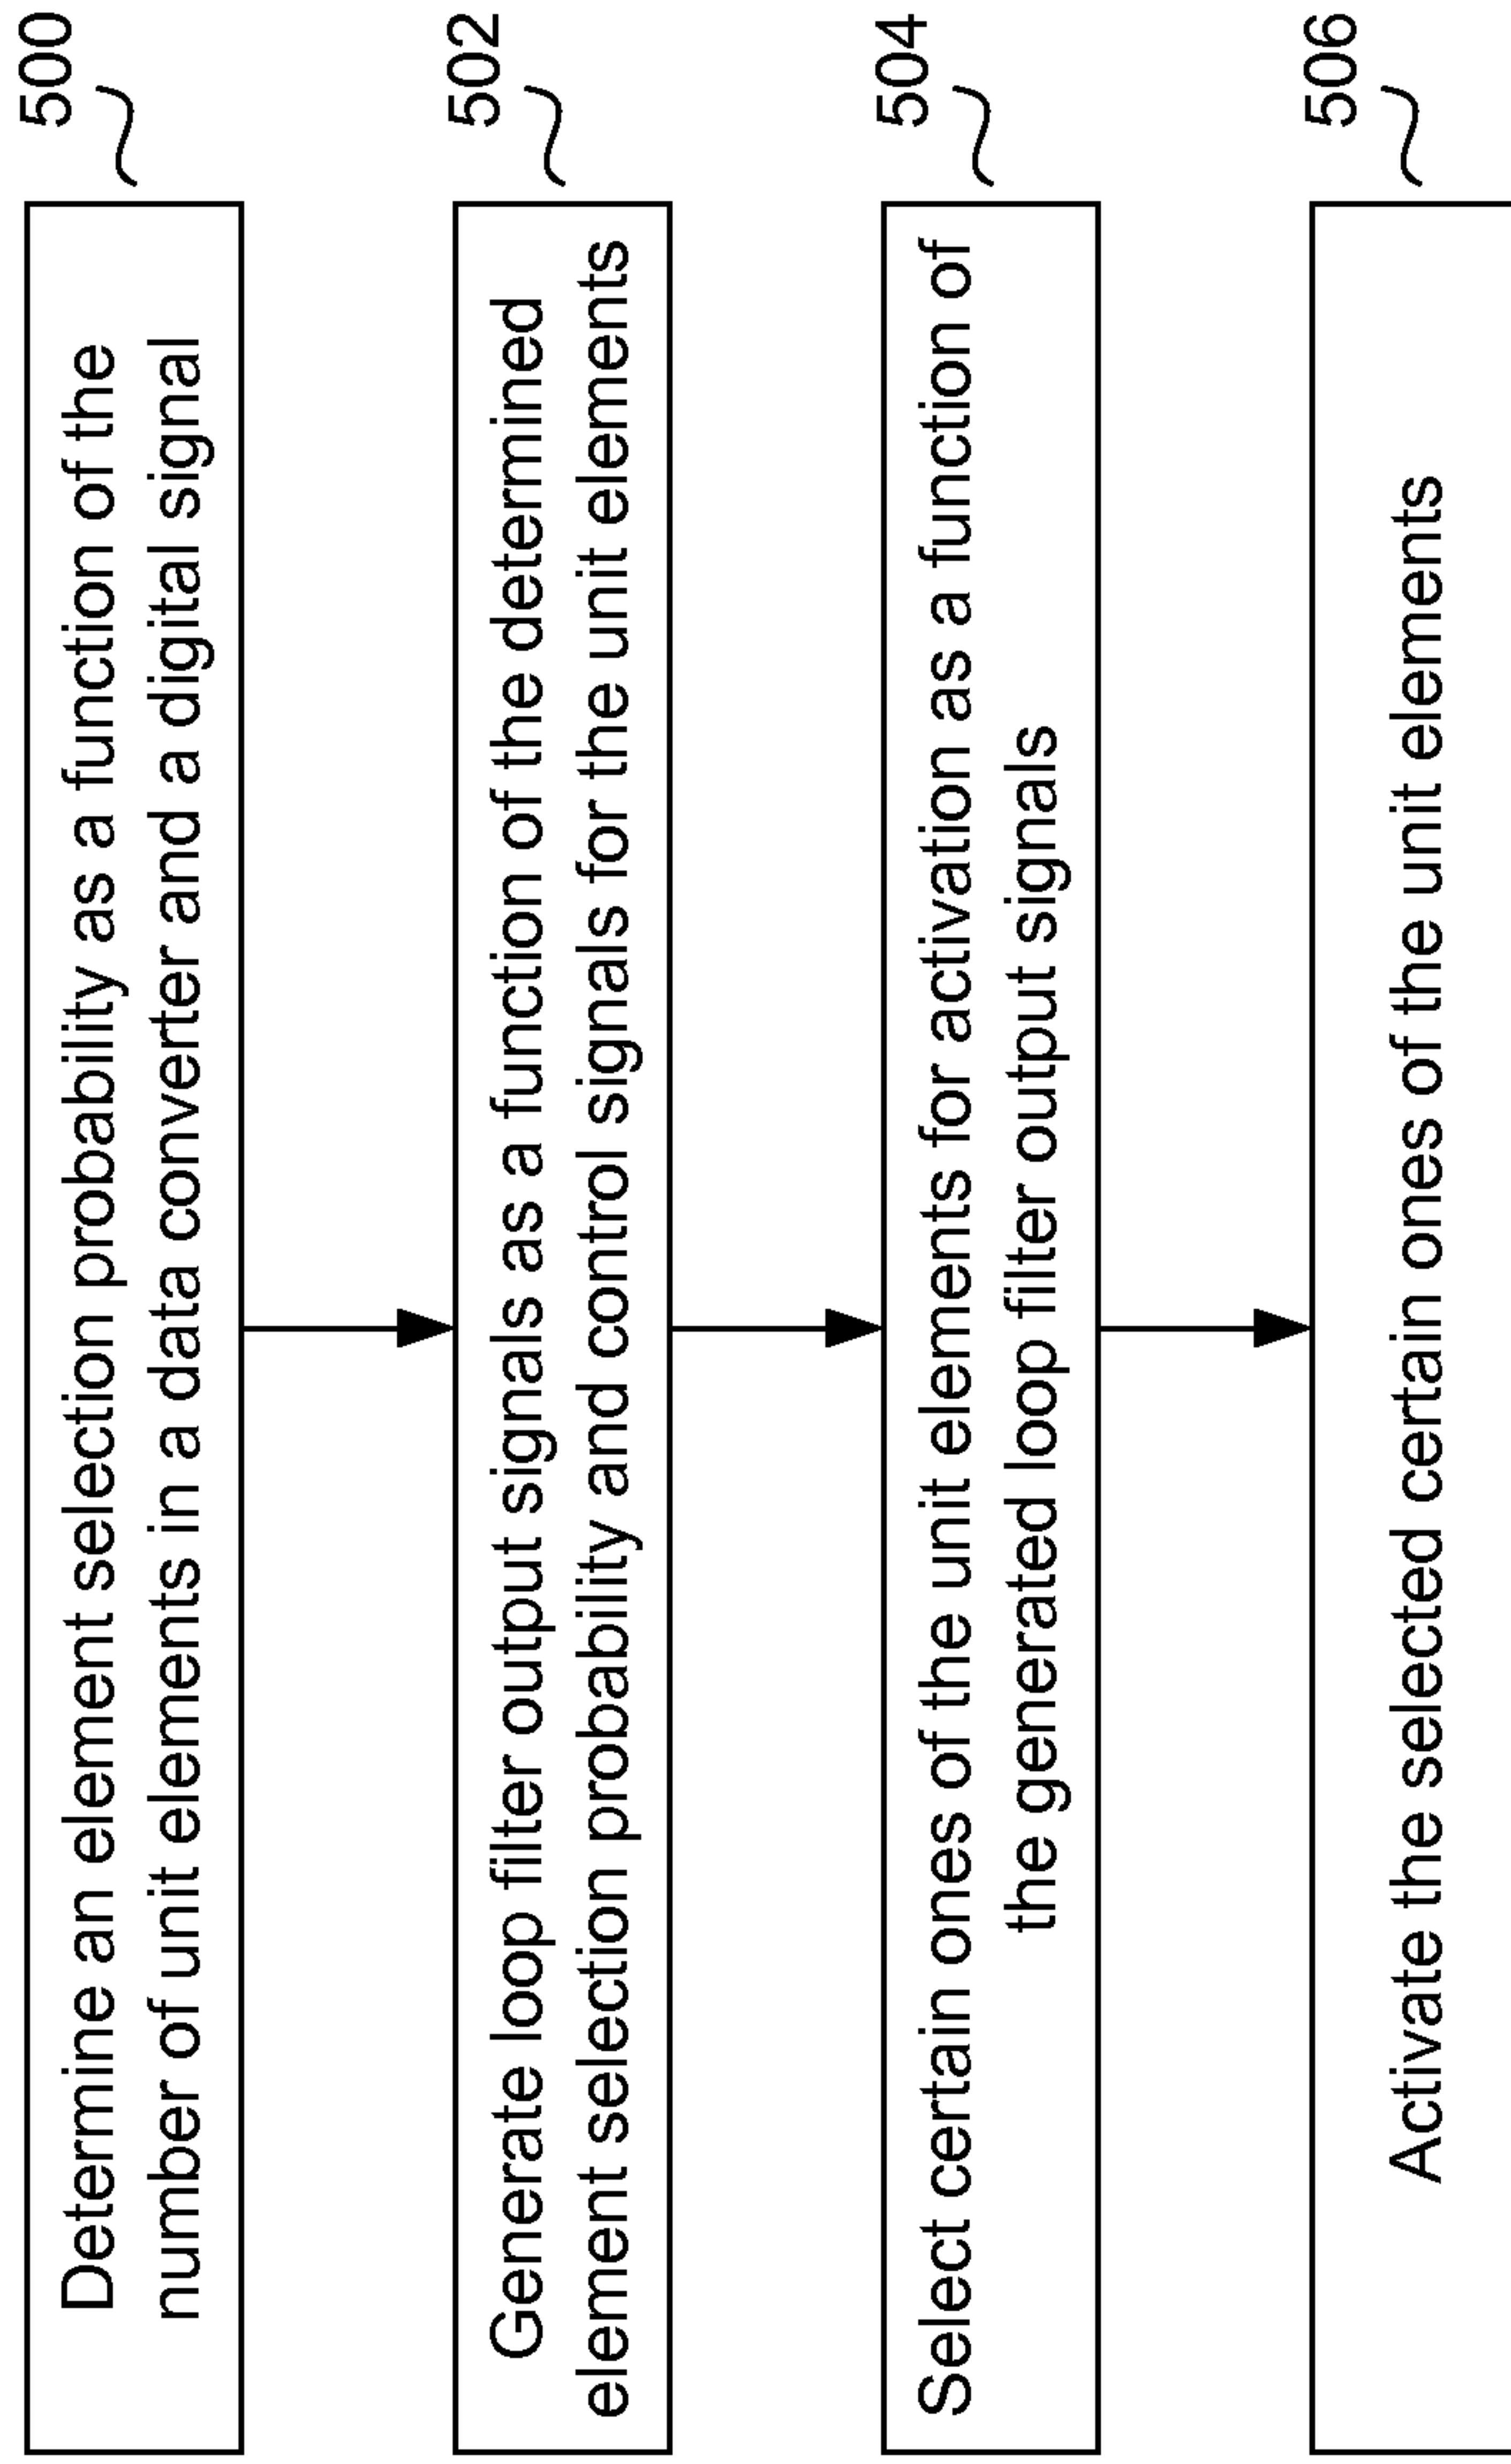 500
Determine an element selection probability as a function of the
number of unit elements in a data converter and a digital signal
502
Generate loop filter output signals as a function of the determined
element selection probability and control signals for the unit elements
504
Select certain ones of the unit elements for activation as a function of
the generated loop filter output signals
506
Activate the selected certain ones of the unit elements